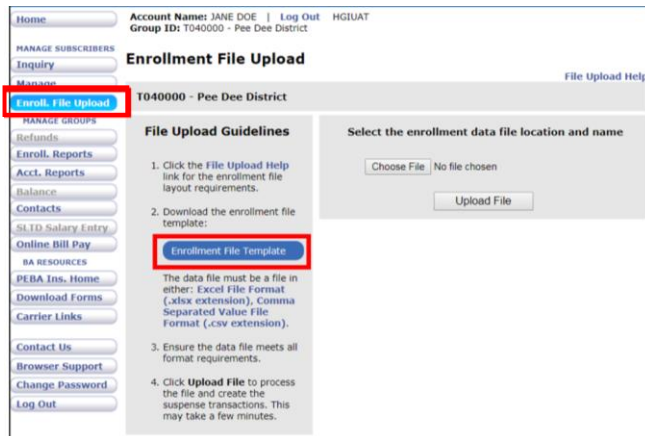 Account Name: JANE DOE | Log Out HGIUAT
Group ID: T040000 - Pee Dee District
Home
MANAGE SUBSCRIBERS
Inquiry
Manage
Enroll. File Upload
MANAGE GROUPS
Refunds
Enroll. Reports
Acct. Reports
Balance
Contacts
SLTD Salary Entry
Online Bill Pay
BA RESOURCES
PEBA Ins. Home
Download Forms
Carrier Links
Contact Us
Browser Support
Change Password
Log Out
Enrollment File Upload
File Upload Help
T040000 - Pee Dee District
File Upload Guidelines
1. Click the File Upload Help
link for the enrollment file
layout requirements.
2. Download the enrollment file
template:
Enrollment File Template
The data file must be a file in
either: Excel File Format
(.xlsx extension), Comma
Separated Value File
Format (.csv extension).
3. Ensure the data file meets all
format requirements.
4. Click Upload File to process
the file and create the
suspense transactions. This
may take a few minutes.
Select the enrollment data file location and name
Choose File No file chosen
Upload File